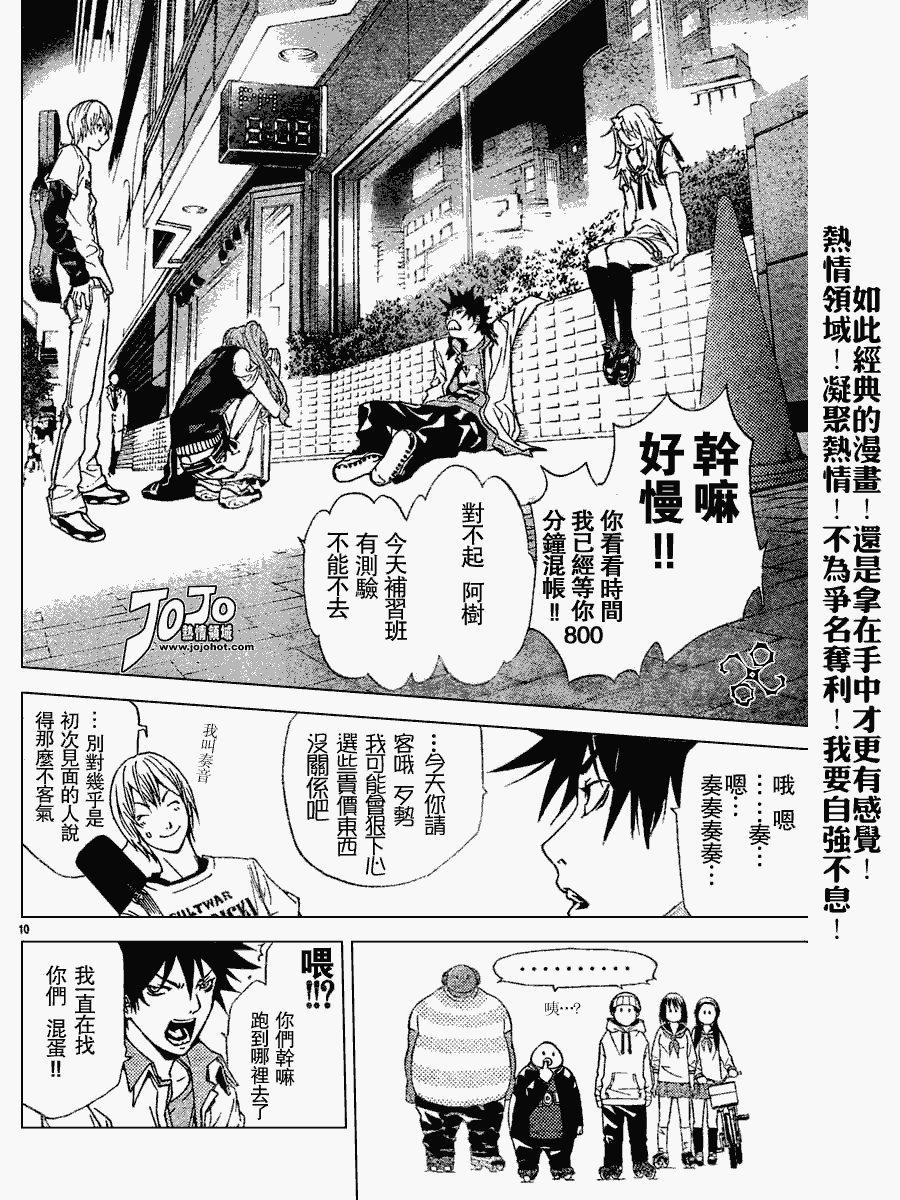 PM
8:08
幹嘛
好慢!!
你看看時間
我已經等你
800
分鐘混帳!!
對不起 阿樹
今天補習班
有測驗
不能不去
JOJO
熱情領域
www.jojohot.com
如此經典的漫畫!還是拿在手中才更有感覺!
熱情領域!凝聚熱情!不為爭名奪利!我要自強不息!
哦 嗯
……奏…
嗯…
奏奏奏奏…
…今天你請
客哦 歹勢
我可能會狠下心
選些貴價東西
沒關係吧
我叫奏音
…別對幾乎是
初次見面的人說
得那麼不客氣
CULTWAR
10
…………
咦…?
喂!!?
你們幹嘛
跑到哪裡去了
我一直在找
你們 混蛋!!